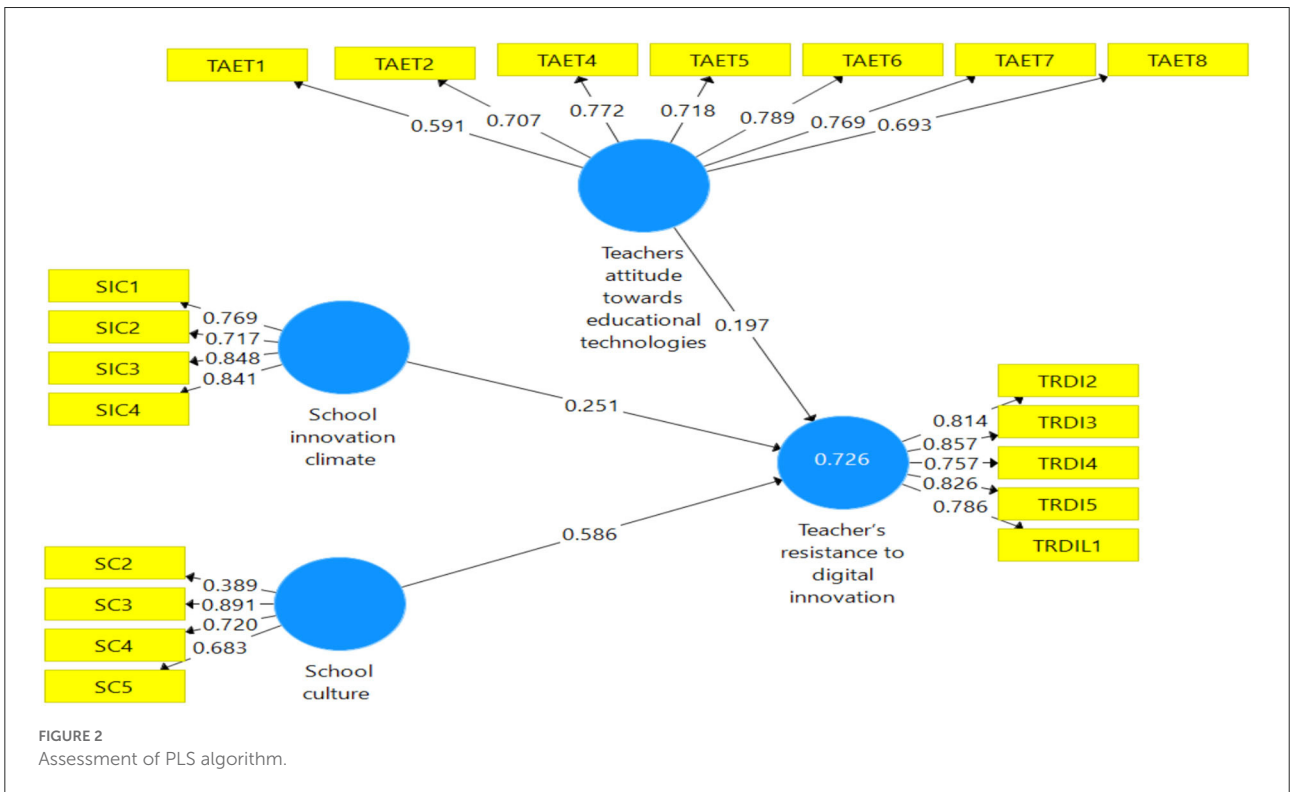 TAET1
TAET2
TAET4
TAET5
TAET6
TAET7
TAET8
0.591
0.707
0.772
0.718
0.789
0.769
0.693
Teachers
attitude
towards
educational
technologies
0.197
SIC1
SIC2
SIC3
SIC4
0.769
0.717
0.848
0.841
School
innovation
climate
0.251
SC2
SC3
SC4
SC5
0.389
0.891
0.720
0.683
School
culture
0.586
0.726
Teacher’s
resistance to
digital
innovation
0.814
0.857
0.757
0.826
0.786
TRDI2
TRDI3
TRDI4
TRDI5
TRDIL1
FIGURE 2
Assessment of PLS algorithm.